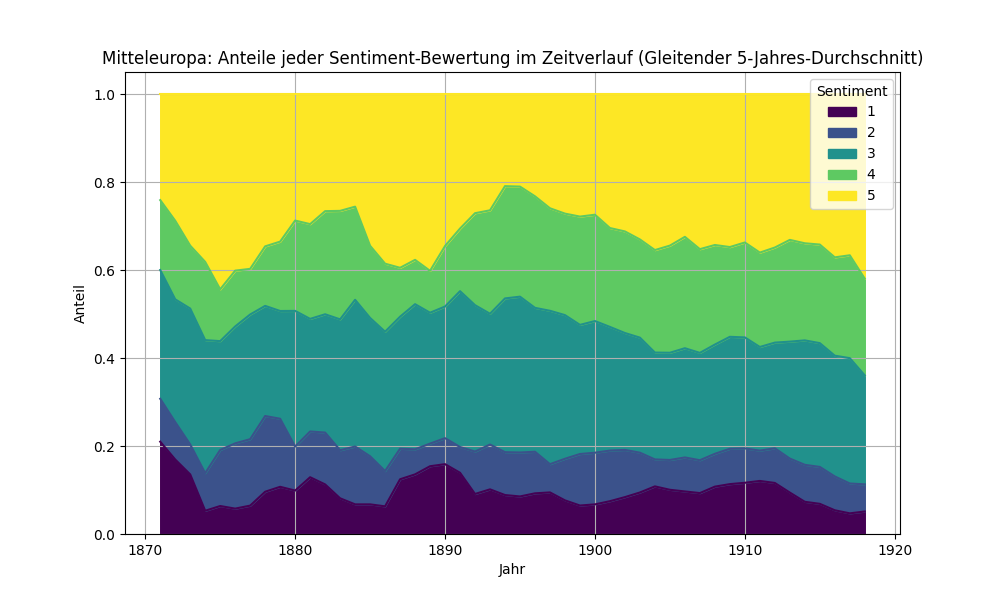 Mitteleuropa: Anteile jeder Sentiment-Bewertung im Zeitverlauf (Gleitender 5-Jahres-Durchschnitt)
Sentiment
1
2
3
4
5
Anteil
1.0
0.8
0.6
0.4
0.2
0.0
1870 1880 1890 1900 1910 1920
Jahr